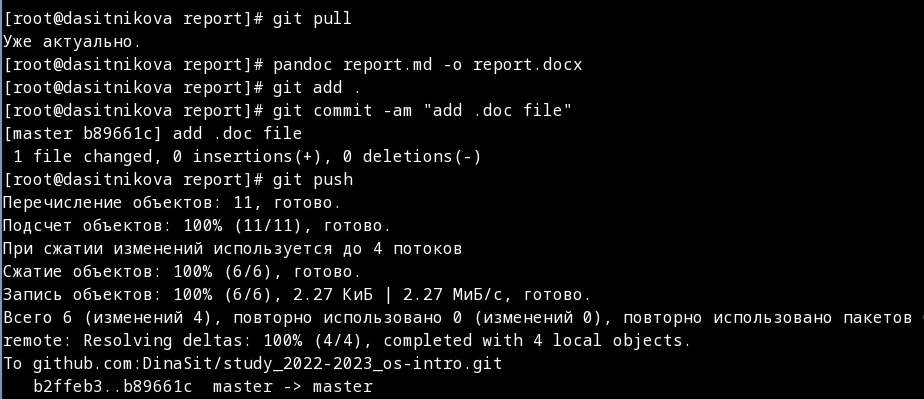 [root@dasitnikova report]# git pull
Уже актуально.
[root@dasitnikova report]# pandoc report.md -o report.docx
[root@dasitnikova report]# git add .
[root@dasitnikova report]# git commit -am "add .doc file"
[master b89661c] add .doc file
 1 file changed, 0 insertions(+), 0 deletions(-)
[root@dasitnikova report]# git push
Перечисление объектов: 11, готово.
Подсчет объектов: 100% (11/11), готово.
При сжатии изменений используется до 4 потоков
Сжатие объектов: 100% (6/6), готово.
Запись объектов: 100% (6/6), 2.27 КиБ | 2.27 МиБ/с, готово.
Всего 6 (изменений 4), повторно использовано 0 (изменений 0), повторно использовано пакетов
remote: Resolving deltas: 100% (4/4), completed with 4 local objects.
To github.com:DinaSit/study_2022-2023_os-intro.git
   b2ffeb3..b89661c  master -> master